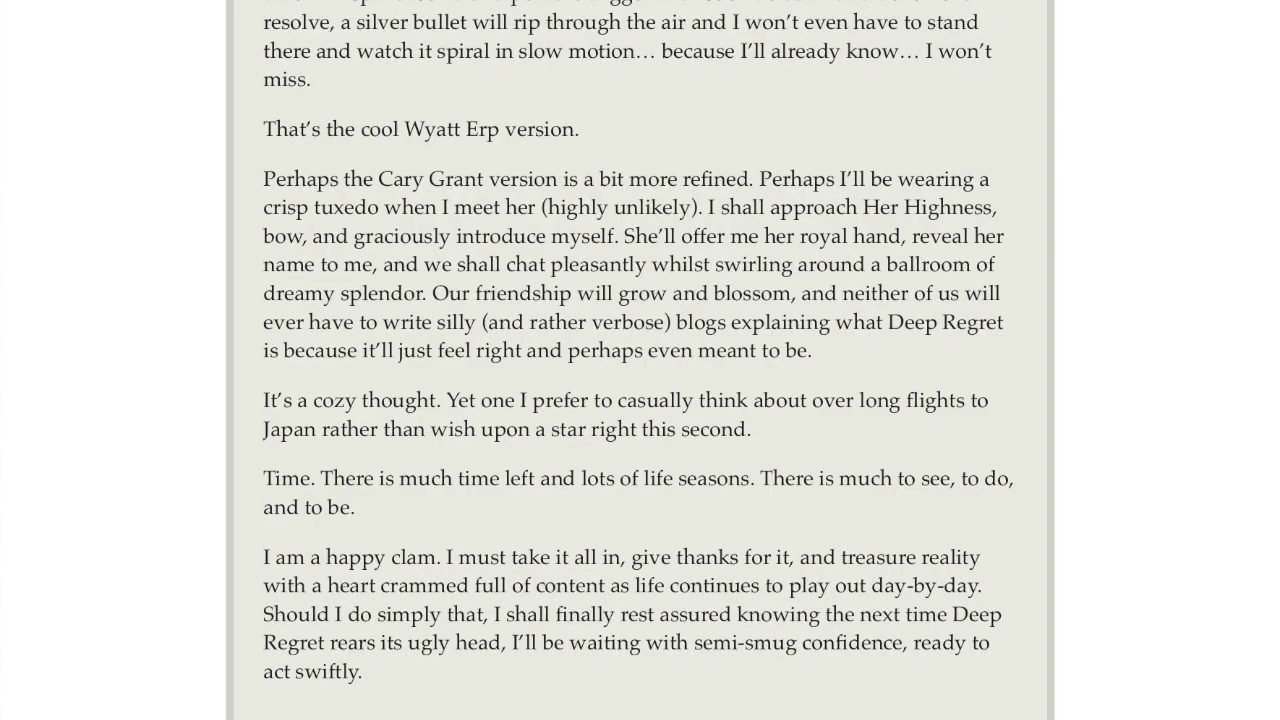 resolve, a silver bullet will rip through the air and I won’t even have to stand
there and watch it spiral in slow motion… because I’ll already know… I won’t
miss.
That’s the cool Wyatt Erp version.
Perhaps the Cary Grant version is a bit more refined. Perhaps I’ll be wearing a
crisp tuxedo when I meet her (highly unlikely). I shall approach Her Highness,
bow, and graciously introduce myself. She’ll offer me her royal hand, reveal her
name to me, and we shall chat pleasantly whilst swirling around a ballroom of
dreamy splendor. Our friendship will grow and blossom, and neither of us will
ever have to write silly (and rather verbose) blogs explaining what Deep Regret
is because it’ll just feel right and perhaps even meant to be.
It’s a cozy thought. Yet one I prefer to casually think about over long flights to
Japan rather than wish upon a star right this second.
Time. There is much time left and lots of life seasons. There is much to see, to do,
and to be.
I am a happy clam. I must take it all in, give thanks for it, and treasure reality
with a heart crammed full of content as life continues to play out day-by-day.
Should I do simply that, I shall finally rest assured knowing the next time Deep
Regret rears its ugly head, I’ll be waiting with semi-smug confidence, ready to
act swiftly.